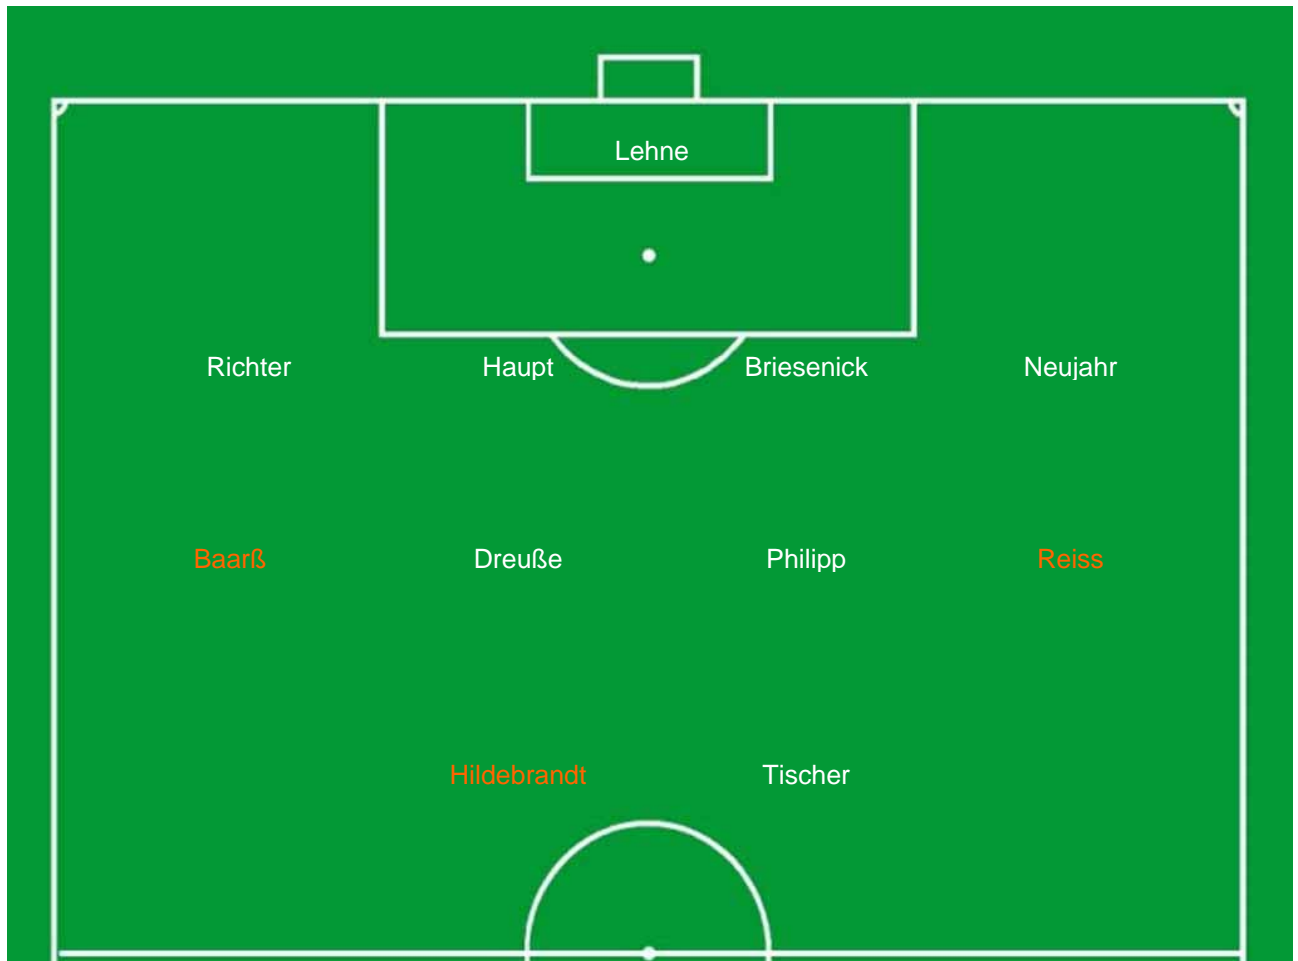 Lehne
Richter Haupt Briesenick Neujahr
Baarß Dreuße Philipp Reiss
Hildebrandt Tischer